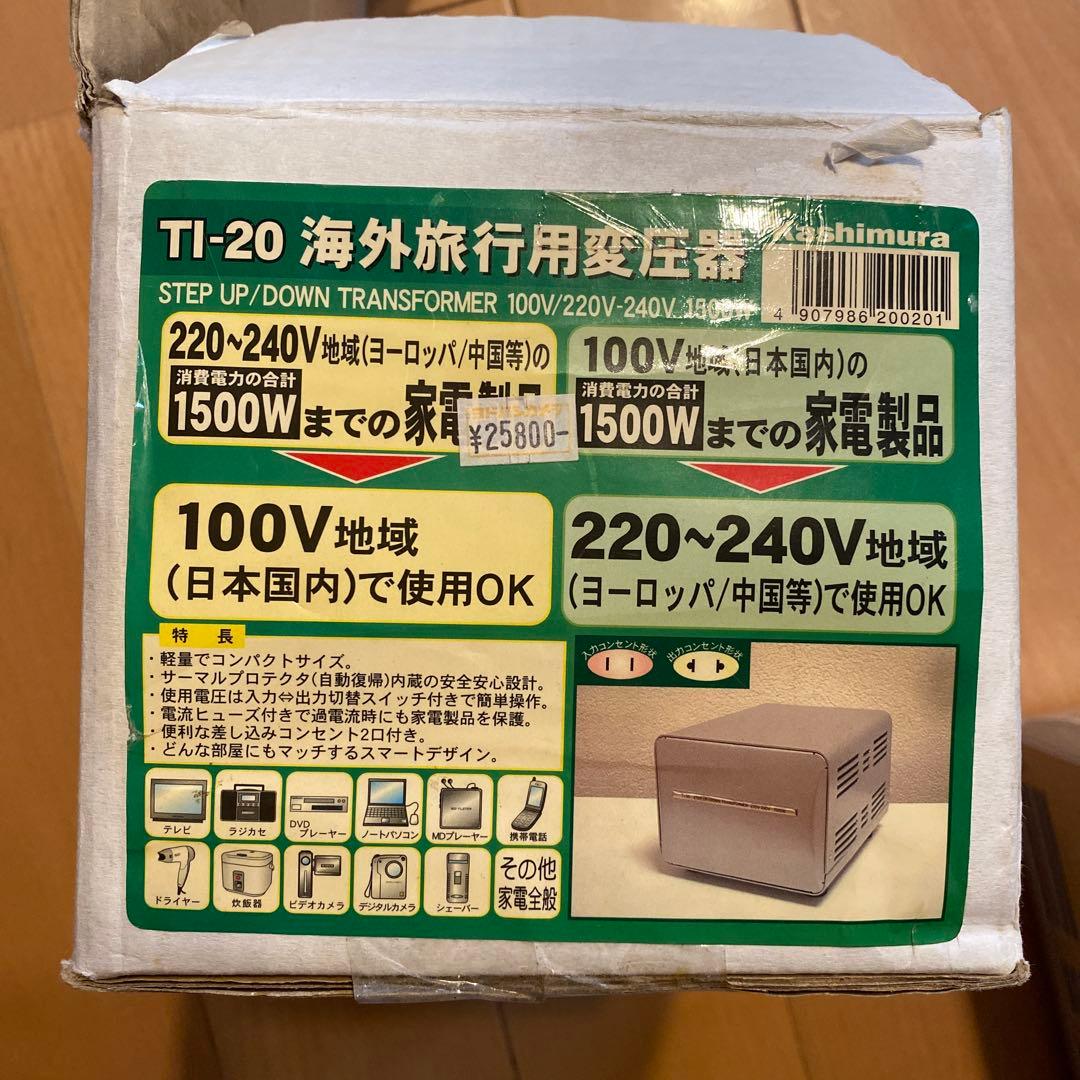 TI-20 海外旅行用変圧器
Kashimura
STEP UP/DOWN TRANSFORMER 100V/220V-240V 1500W
4 907986 200201
220~240V地域(ヨーロッパ/中国等)の
消費電力の合計
1500Wまでの家電製品
100V地域(日本国内)の
消費電力の合計
1500Wまでの家電製品
ヨドバシカメラ
¥25800-
100V地域
(日本国内)で使用OK
220~240V地域
(ヨーロッパ/中国等)で使用OK
特 長
・軽量でコンパクトサイズ。
・サーマルプロテクタ(自動復帰)内蔵の安全安心設計。
・使用電圧は入力⇔出力切替スイッチ付きで簡単操作。
・電流ヒューズ付きで過電流時にも家電製品を保護。
・便利な差し込みコンセント2口付き。
・どんな部屋にもマッチするスマートデザイン。
入力コンセント形状
出力コンセント形状
テレビ
ラジカセ
DVD
プレーヤー
ノートパソコン
MDプレーヤー
携帯電話
ドライヤー
炊飯器
ビデオカメラ
デジタルカメラ
シェーバー
その他
家電全般